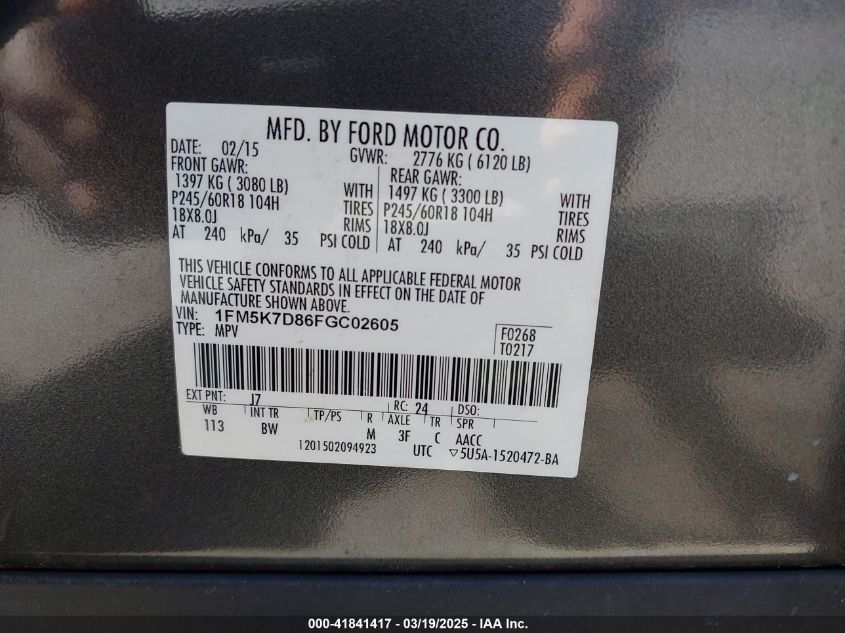 MFD. BY FORD MOTOR CO.
DATE: 02/15 GVWR: 2776 KG ( 6120 LB)
FRONT GAWR: REAR GAWR:
1397 KG ( 3080 LB) WITH 1497 KG ( 3300 LB) WITH
P245/60R18 104H TIRES P245/60R18 104H TIRES
18X8.0J RIMS 18X8.0J RIMS
AT 240 kPa/ 35 PSI COLD AT 240 kPa/ 35 PSI COLD
THIS VEHICLE CONFORMS TO ALL APPLICABLE FEDERAL MOTOR
VEHICLE SAFETY STANDARDS IN EFFECT ON THE DATE OF
MANUFACTURE SHOWN ABOVE.
VIN: 1FM5K7D86FGC02605
TYPE: MPV
F0268
T0217
EXT PNT: J7 RC: 24 DSO:
WB INT TR TP/PS R AXLE TR SPR
113 BW M 3F C AACC
1201502094923 UTC ▽5U5A-1520472-BA
000-41841417 - 03/19/2025 - IAA Inc.